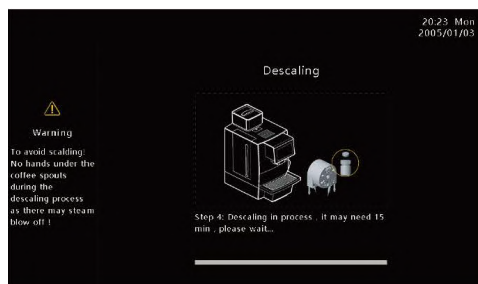 20:23 Mon
2005/01/03
Descaling
Warning
To avoid scalding:
No hands under the
coffee spouts
during the
descaling process
as there may steam
blow off !
Step 4: Descaling in process , it may need 15
min , please wait...